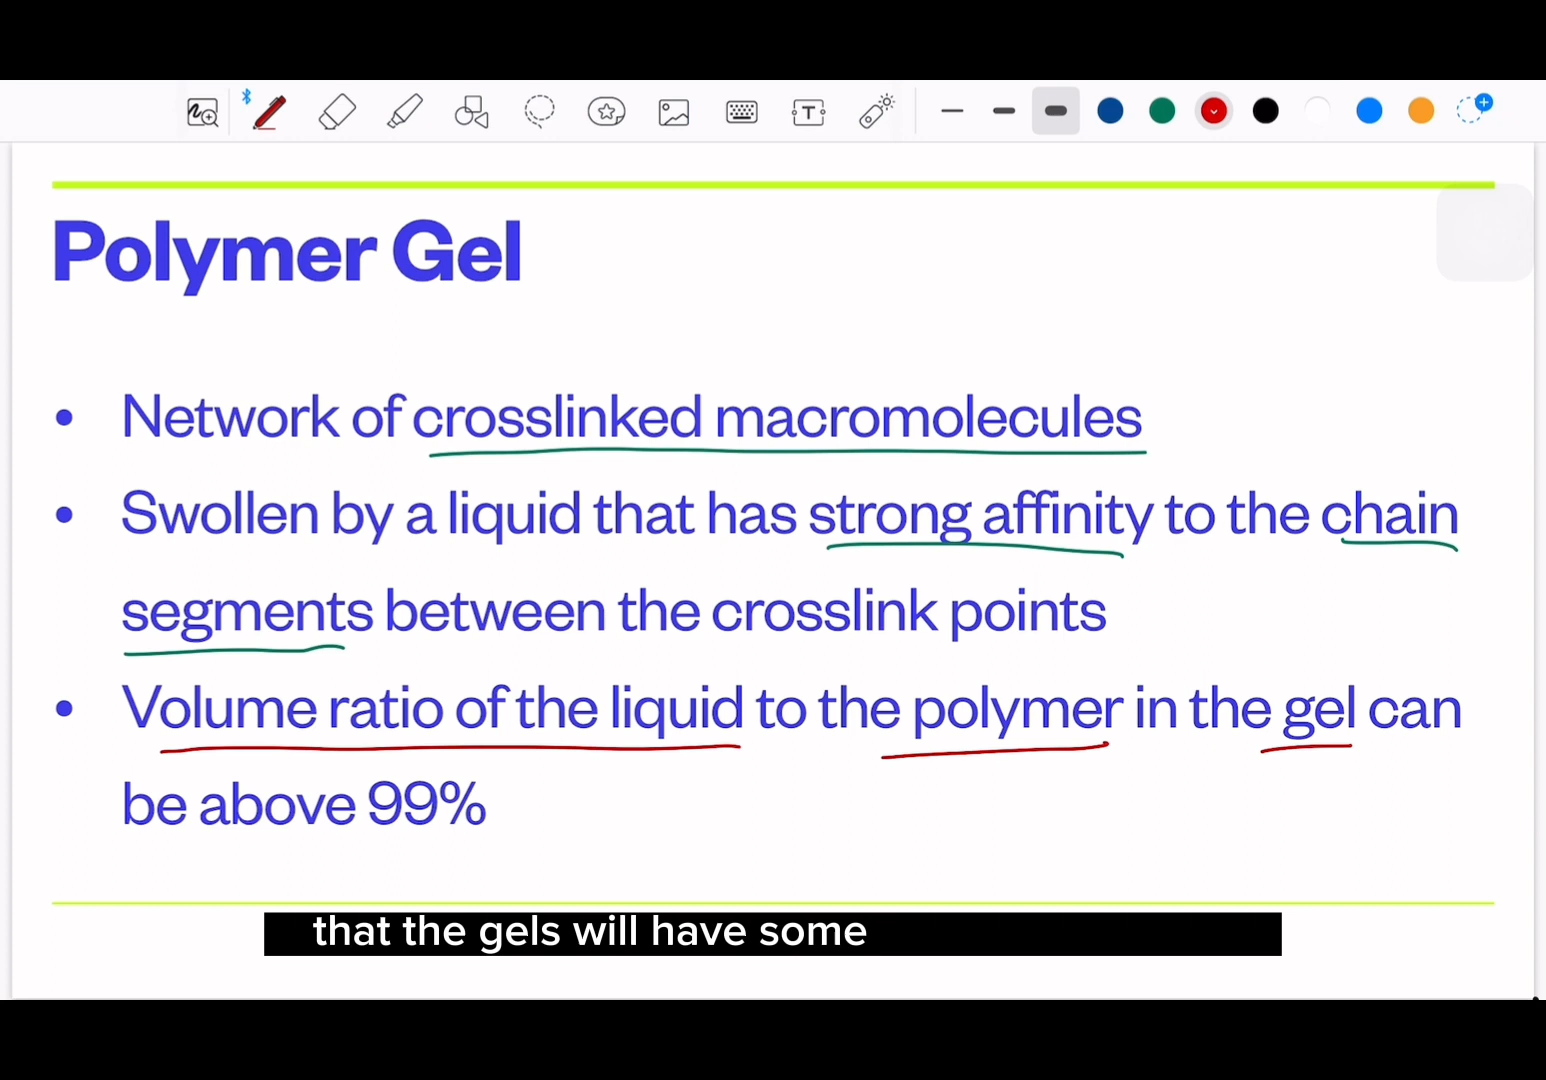 Polymer Gel
• Network of crosslinked macromolecules
• Swollen by a liquid that has strong affinity to the chain
segments between the crosslink points
• Volume ratio of the liquid to the polymer in the gel can
be above 99%
that the gels will have some